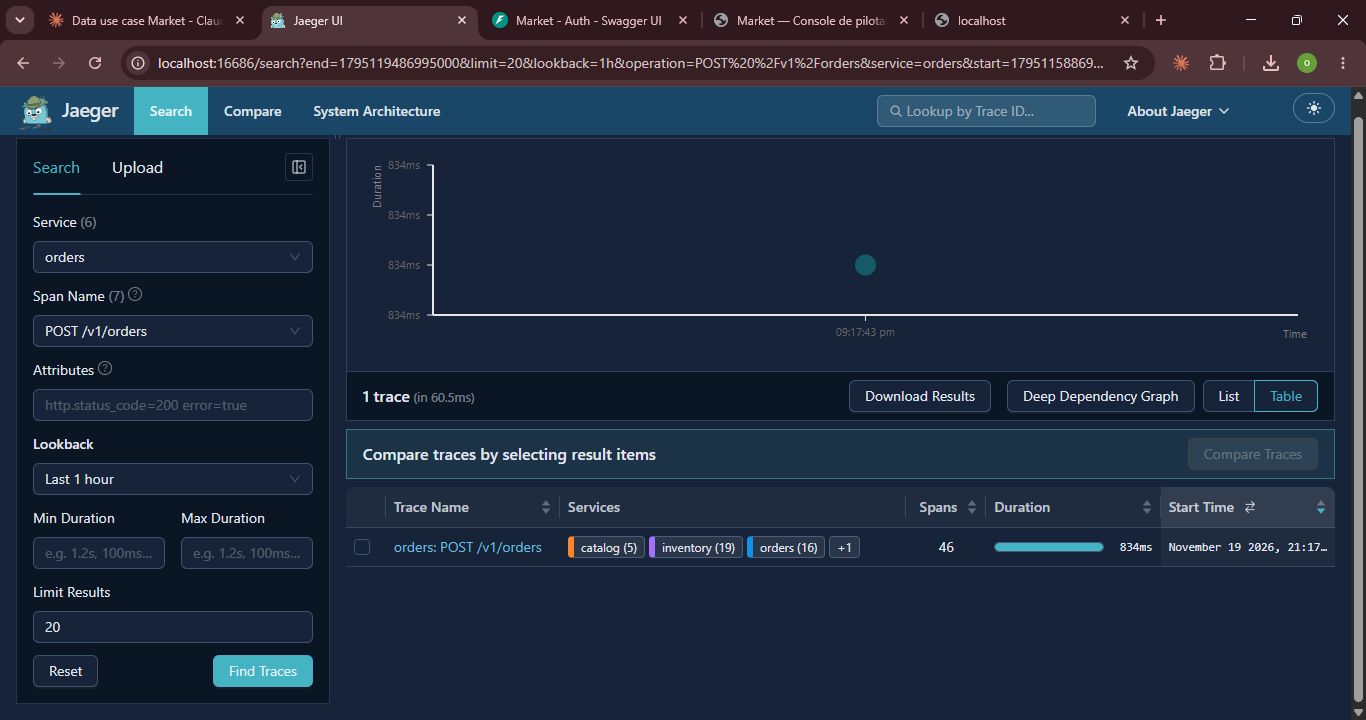 Data use case Market - Clau
Jaeger UI
Market - Auth - Swagger UI
Market — Console de pilota
localhost
localhost:16686/search?end=1795119486995000&limit=20&lookback=1h&operation=POST%20%2Fv1%2Forders&service=orders&start=17951158869...
o
Jaeger
Search
Compare
System Architecture
Lookup by Trace ID...
About Jaeger
Search
Upload
Service (6)
orders
Span Name (7)
POST /v1/orders
Attributes
http.status_code=200 error=true
Lookback
Last 1 hour
Min Duration
Max Duration
e.g. 1.2s, 100ms...
e.g. 1.2s, 100ms...
Limit Results
20
Reset
Find Traces
Duration
834ms
834ms
834ms
834ms
09:17:43 pm
Time
1 trace (in 60.5ms)
Download Results
Deep Dependency Graph
List
Table
Compare traces by selecting result items
Compare Traces
Trace Name
Services
Spans
Duration
Start Time
orders: POST /v1/orders
catalog (5)
inventory (19)
orders (16)
+1
46
834ms
November 19 2026, 21:17...